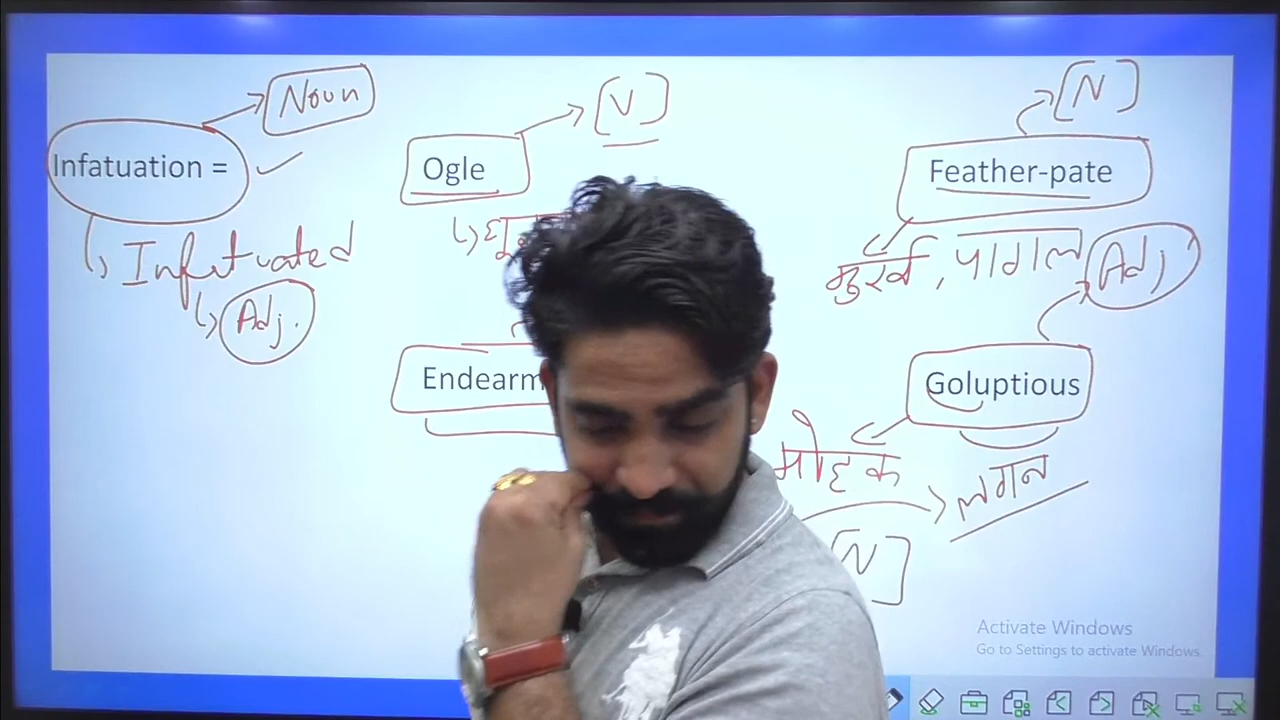 Noun
[V]
[N]
Infatuation =
Ogle
Feather-pate
Infatuated
मुर्ख, पागल
Adj
Adj.
Endearm
Goluptious
मोहक
लगन
[N]
Activate Windows
Go to Settings to activate Windows.